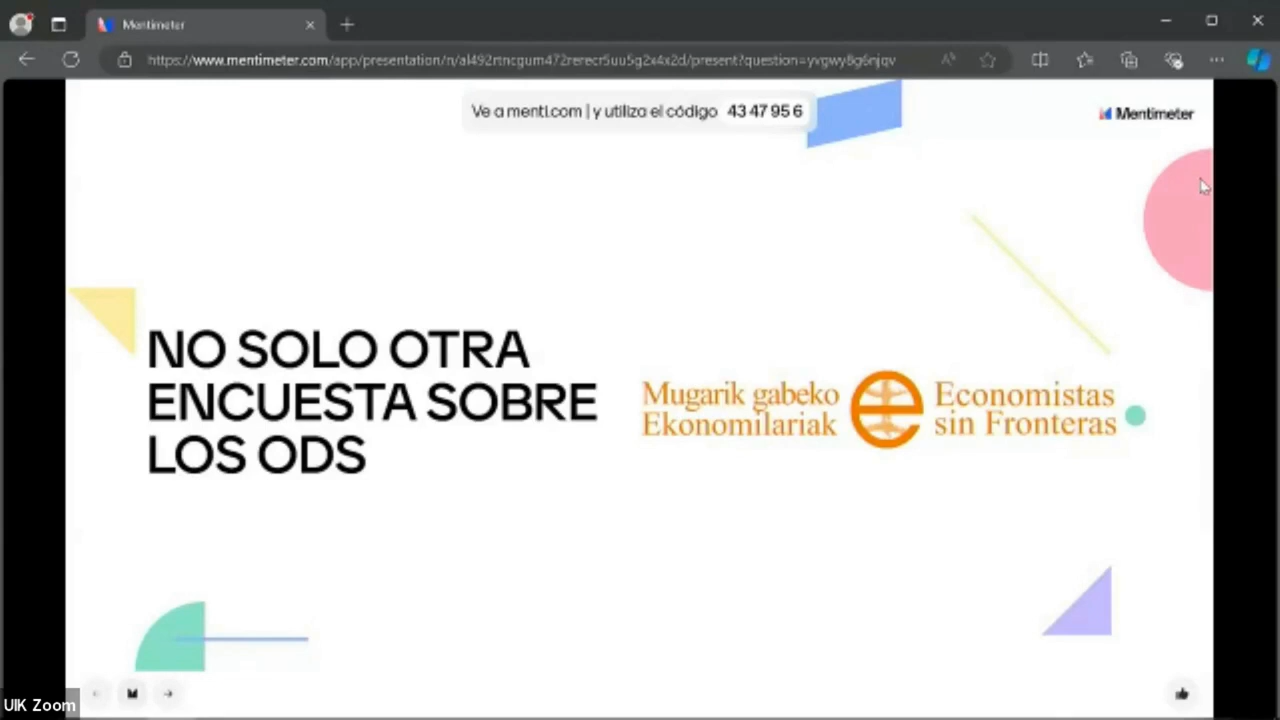 Mentimeter
https://www.mentimeter.com/app/presentation/n/al492rtncgum472rerecr5uu5g2x4x2d/present?question=yvgwy8g6njqv
Ve a menti.com | y utiliza el código 43 47 95 6
Mentimeter
NO SOLO OTRA
ENCUESTA SOBRE
LOS ODS
Mugarik gabeko
Ekonomilariak
Economistas
sin Fronteras
UIK Zoom